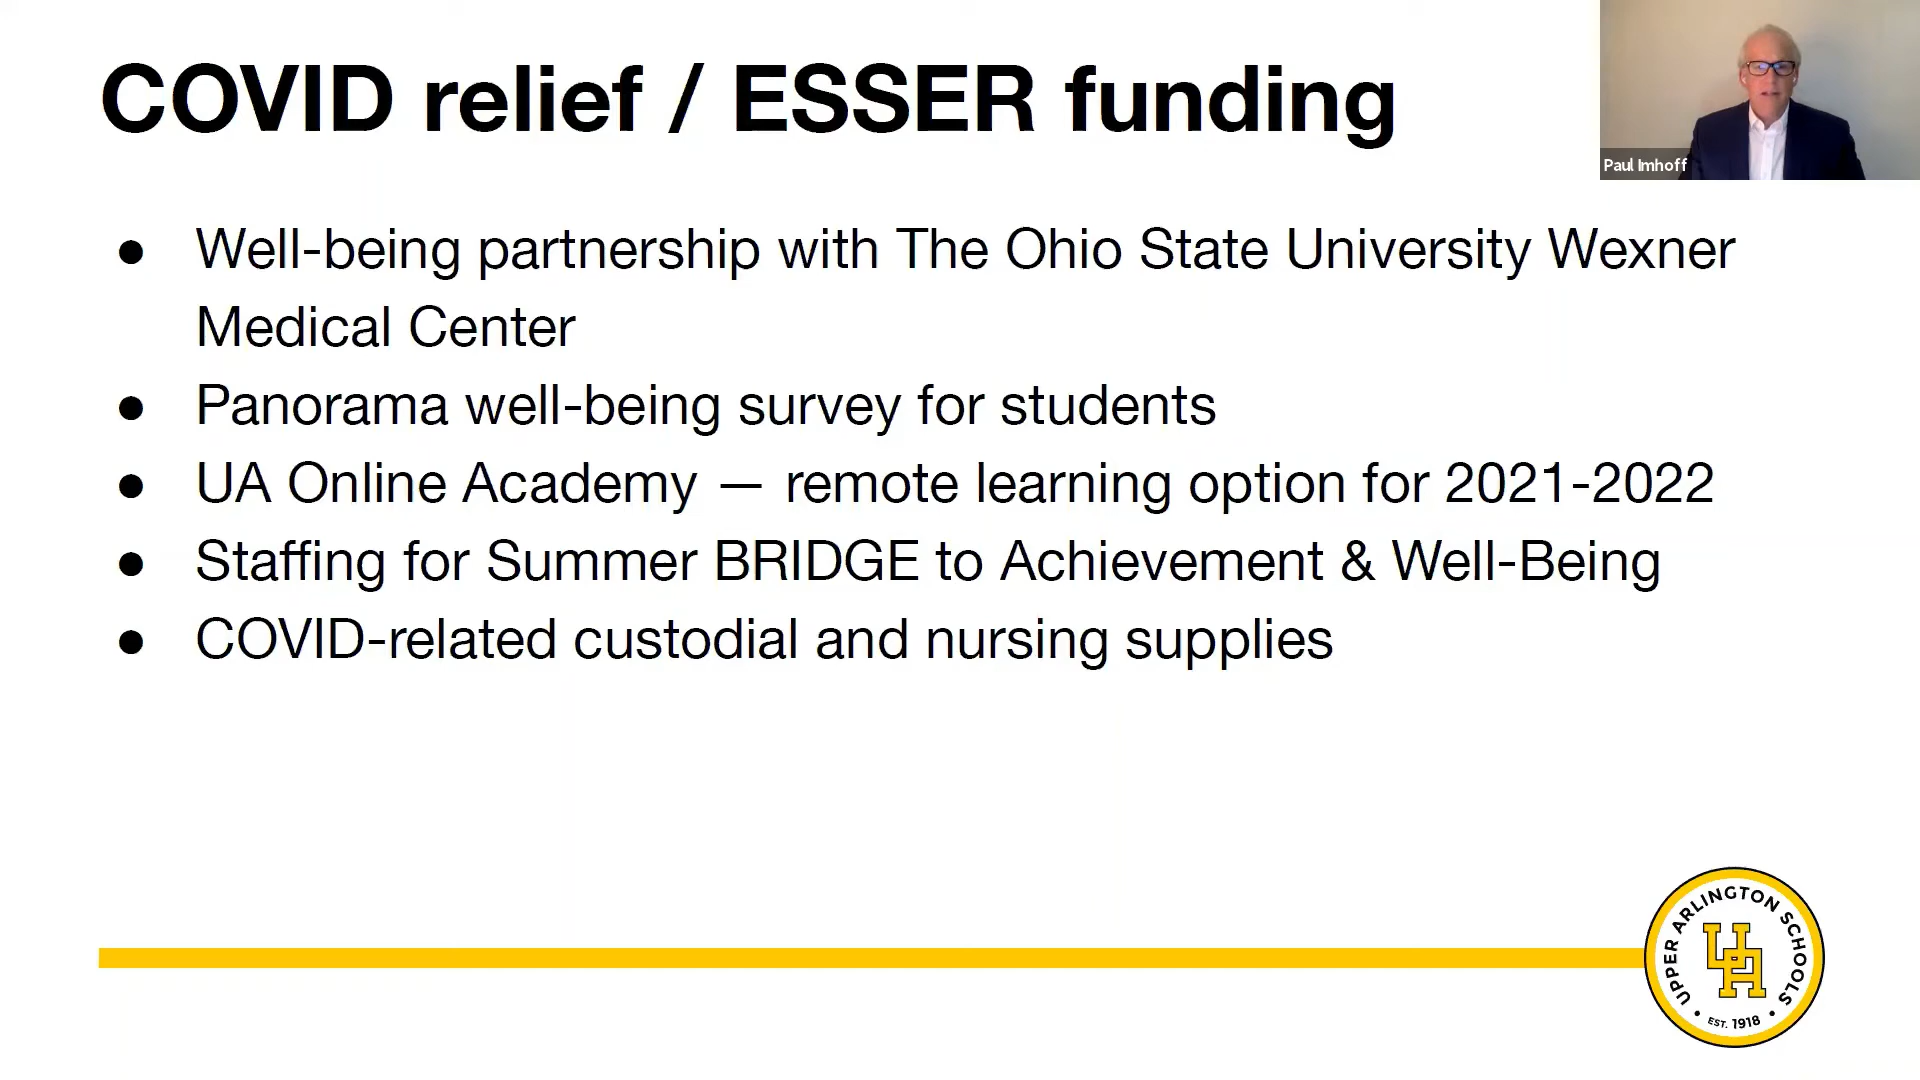 COVID relief / ESSER funding
Paul Imhoff
● Well-being partnership with The Ohio State University Wexner
Medical Center
● Panorama well-being survey for students
● UA Online Academy — remote learning option for 2021-2022
● Staffing for Summer BRIDGE to Achievement & Well-Being
● COVID-related custodial and nursing supplies
UPPER ARLINGTON SCHOOLS
UA
• EST. 1918 •